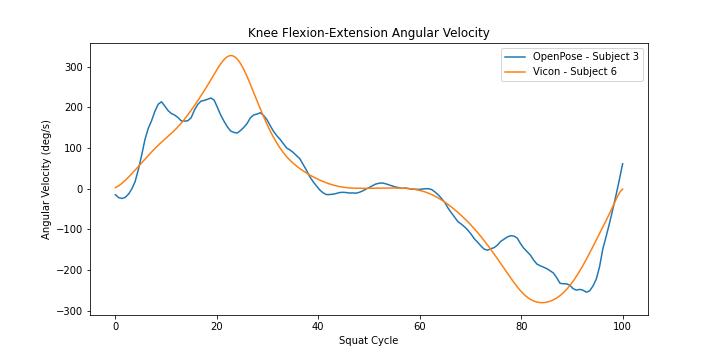 Knee Flexion-Extension Angular Velocity
OpenPose - Subject 3
Vicon - Subject 6
Angular Velocity (deg/s)
300
200
100
0
−100
−200
−300
0 20 40 60 80 100
Squat Cycle